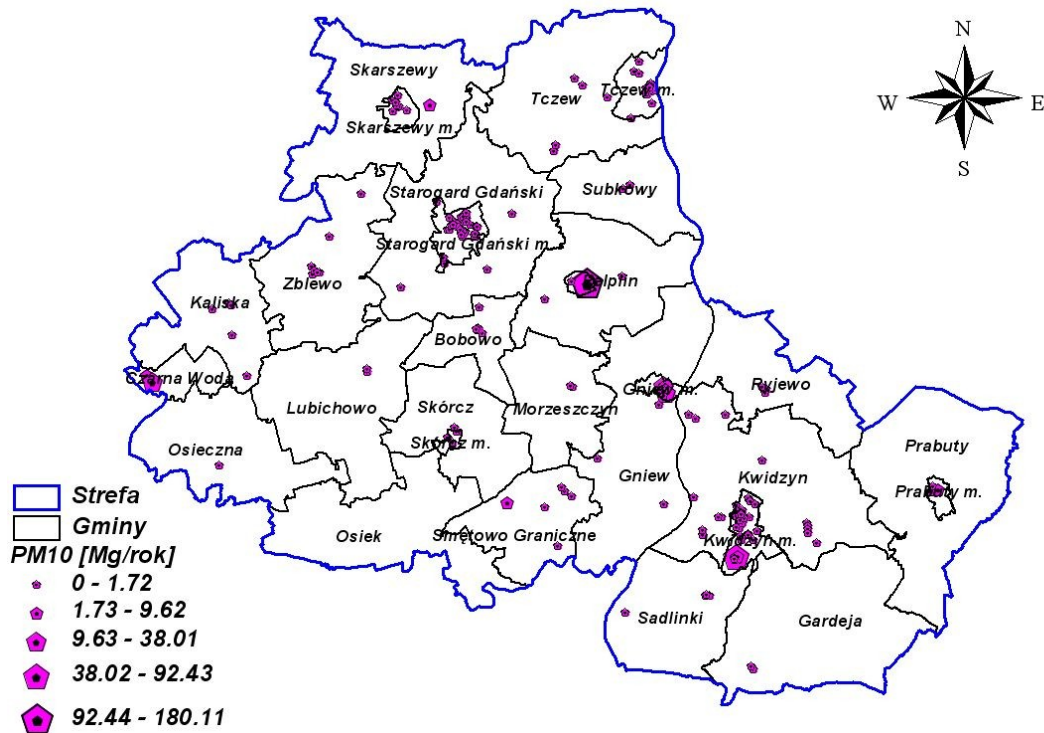 N
W E
S
Skarszewy
Skarszewy m.
Tczew
Tczew m.
Starogard Gdański
Subkowy
Starogard Gdański m.
Zblewo
Pelplin
Kaliska
Bobowo
Czarna Woda
Lubichowo
Skórcz
Skórcz m.
Morzeszczyn
Gniew m.
Ryjewo
Osieczna
Gniew
Kwidzyn
Prabuty
Prabuty m.
Osiek
Smętowo Graniczne
Kwidzyn m.
Sadlinki
Gardeja
Strefa
Gminy
PM10 [Mg/rok]
0 - 1.72
1.73 - 9.62
9.63 - 38.01
38.02 - 92.43
92.44 - 180.11